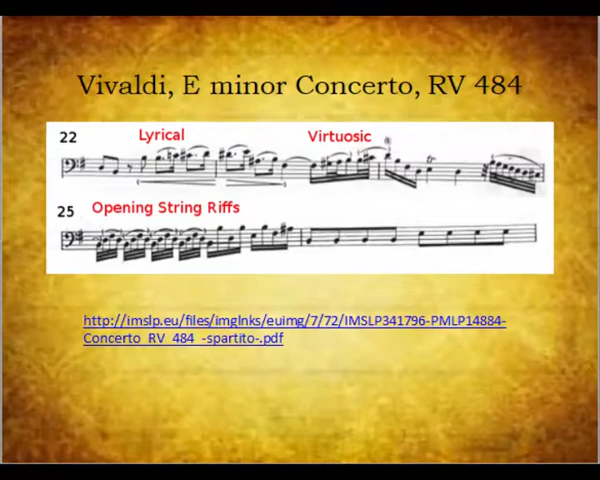 Vivaldi, E minor Concerto, RV 484
22
Lyrical
Virtuosic
25
Opening String Riffs
http://imslp.eu/files/imglnks/euimg/7/72/IMSLP341796-PMLP14884-
Concerto_RV_484_-spartito-.pdf